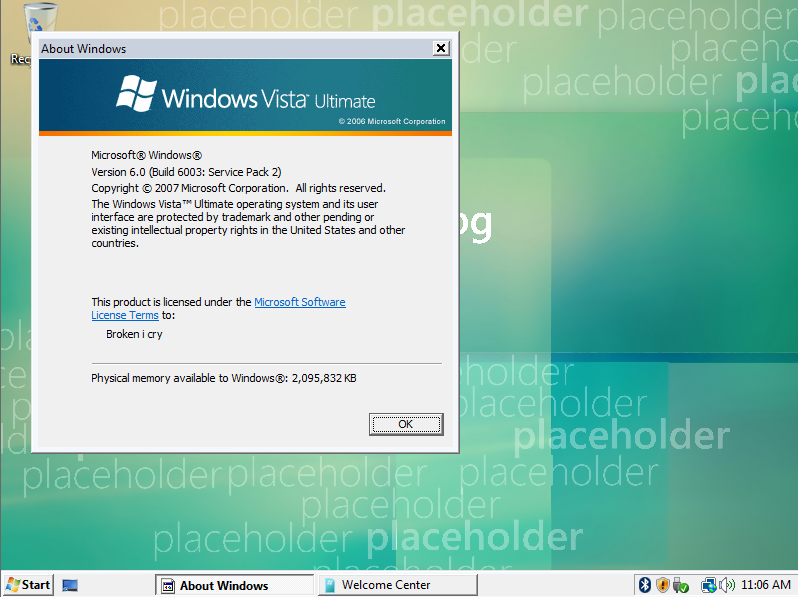 placeholder placeholder placeholder
placeholder
placeholder placeholder
Rec
About Windows
Windows Vista™ Ultimate
© 2006 Microsoft Corporation
Microsoft® Windows®
Version 6.0 (Build 6003: Service Pack 2)
Copyright © 2007 Microsoft Corporation. All rights reserved.
The Windows Vista™ Ultimate operating system and its user
interface are protected by trademark and other pending or
existing intellectual property rights in the United States and other
countries.
This product is licensed under the Microsoft Software
License Terms to:
Broken i cry
Physical memory available to Windows®: 2,095,832 KB
OK
og
placeholder
placeholder
placeholder placeholder placeholder
placeholder
placeholder placeholder
placeholder
Start
About Windows
Welcome Center
11:06 AM